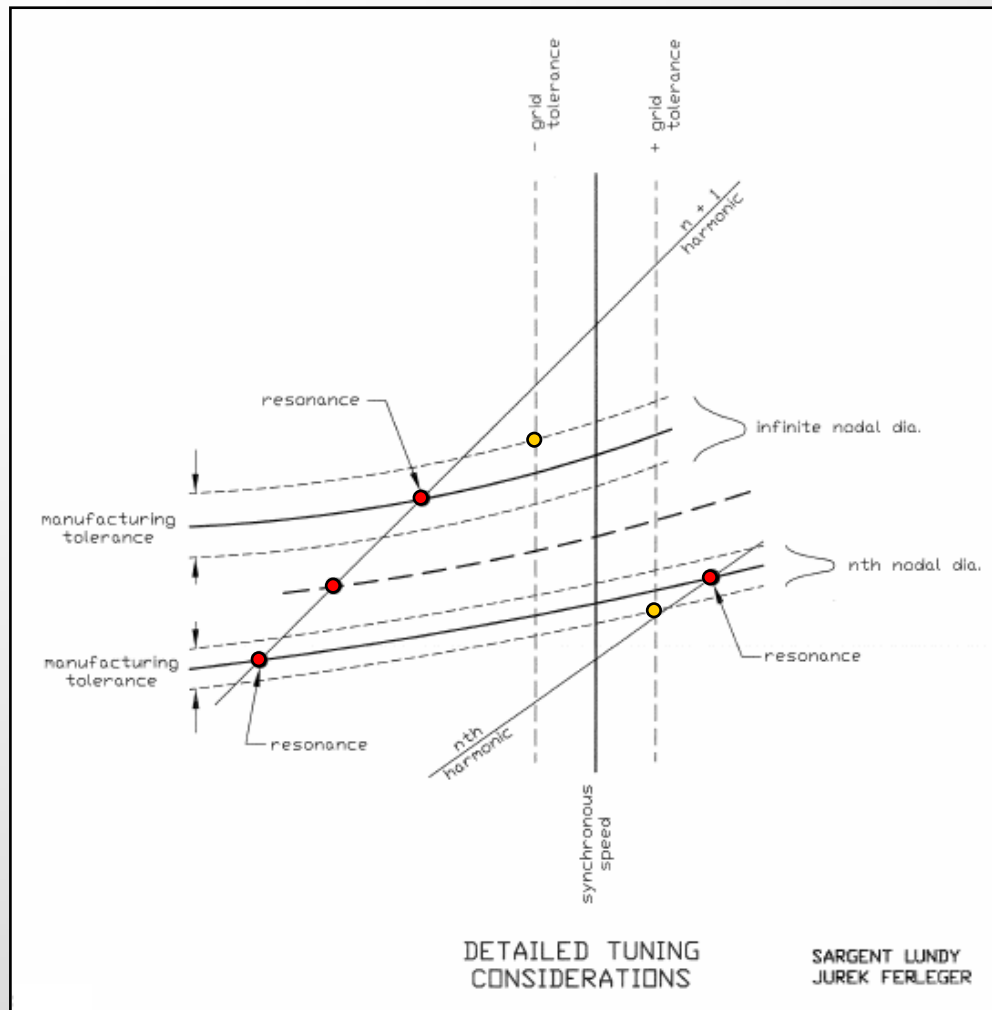 - grid
tolerance
+ grid
tolerance
n + 1
harmonic
resonance
infinite nodal dia.
manufacturing
tolerance
nth nodal dia.
manufacturing
tolerance
resonance
resonance
nth
harmonic
synchronous
speed
DETAILED TUNING
CONSIDERATIONS
SARGENT LUNDY
JUREK FERLEGER